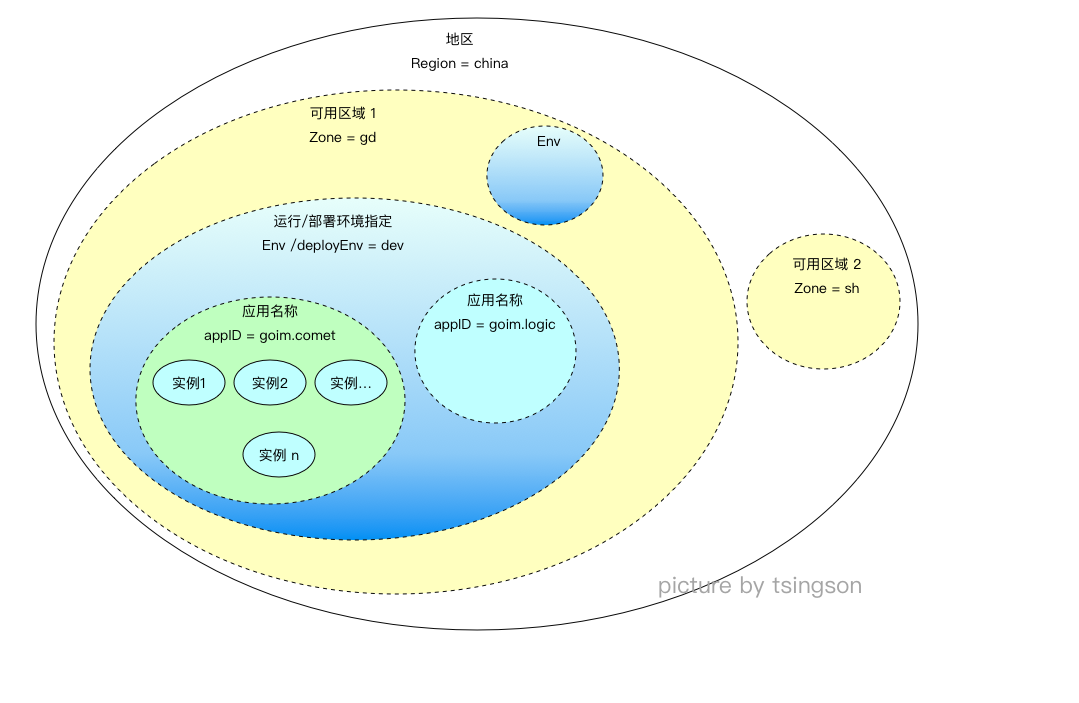 地区
Region = china
可用区域 1
Zone = gd
Env
运行/部署环境指定
Env /deployEnv = dev
可用区域 2
Zone = sh
应用名称
appID = goim.logic
应用名称
appID = goim.comet
实例1
实例2
实例...
实例 n
picture by tsingson